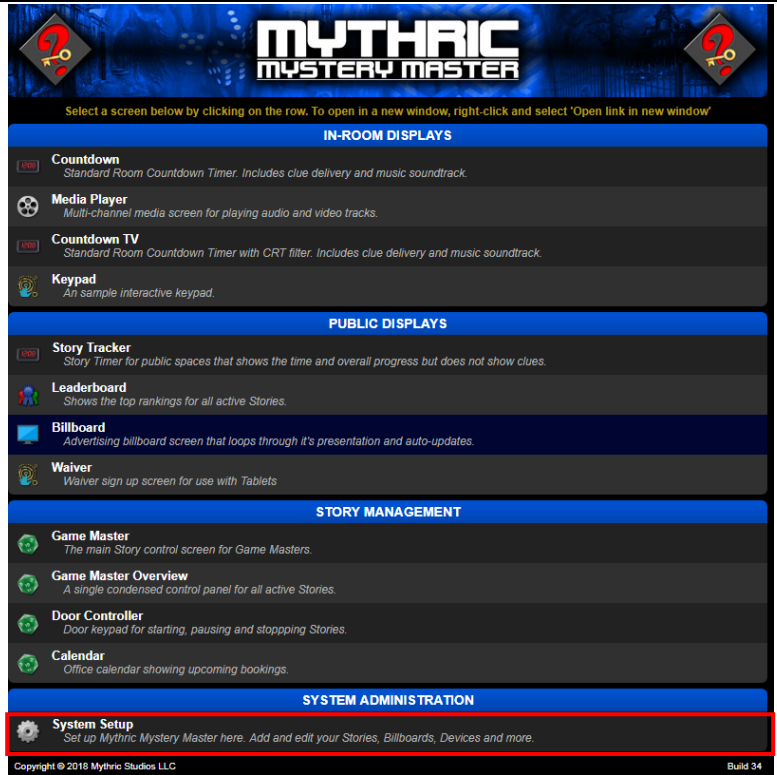 MYTHRIC
MYSTERY MASTER
Select a screen below by clicking on the row. To open in a new window, right-click and select 'Open link in new window'
IN-ROOM DISPLAYS
Countdown
Standard Room Countdown Timer. Includes clue delivery and music soundtrack.
Media Player
Multi-channel media screen for playing audio and video tracks.
Countdown TV
Standard Room Countdown Timer with CRT filter. Includes clue delivery and music soundtrack.
Keypad
An sample interactive keypad.
PUBLIC DISPLAYS
Story Tracker
Story Timer for public spaces that shows the time and overall progress but does not show clues.
Leaderboard
Shows the top rankings for all active Stories.
Billboard
Advertising billboard screen that loops through it's presentation and auto-updates.
Waiver
Waiver sign up screen for use with Tablets
STORY MANAGEMENT
Game Master
The main Story control screen for Game Masters.
Game Master Overview
A single condensed control panel for all active Stories.
Door Controller
Door keypad for starting, pausing and stoppping Stories.
Calendar
Office calendar showing upcoming bookings.
SYSTEM ADMINISTRATION
System Setup
Set up Mythric Mystery Master here. Add and edit your Stories, Billboards, Devices and more.
Copyright © 2018 Mythric Studios LLC
Build 34